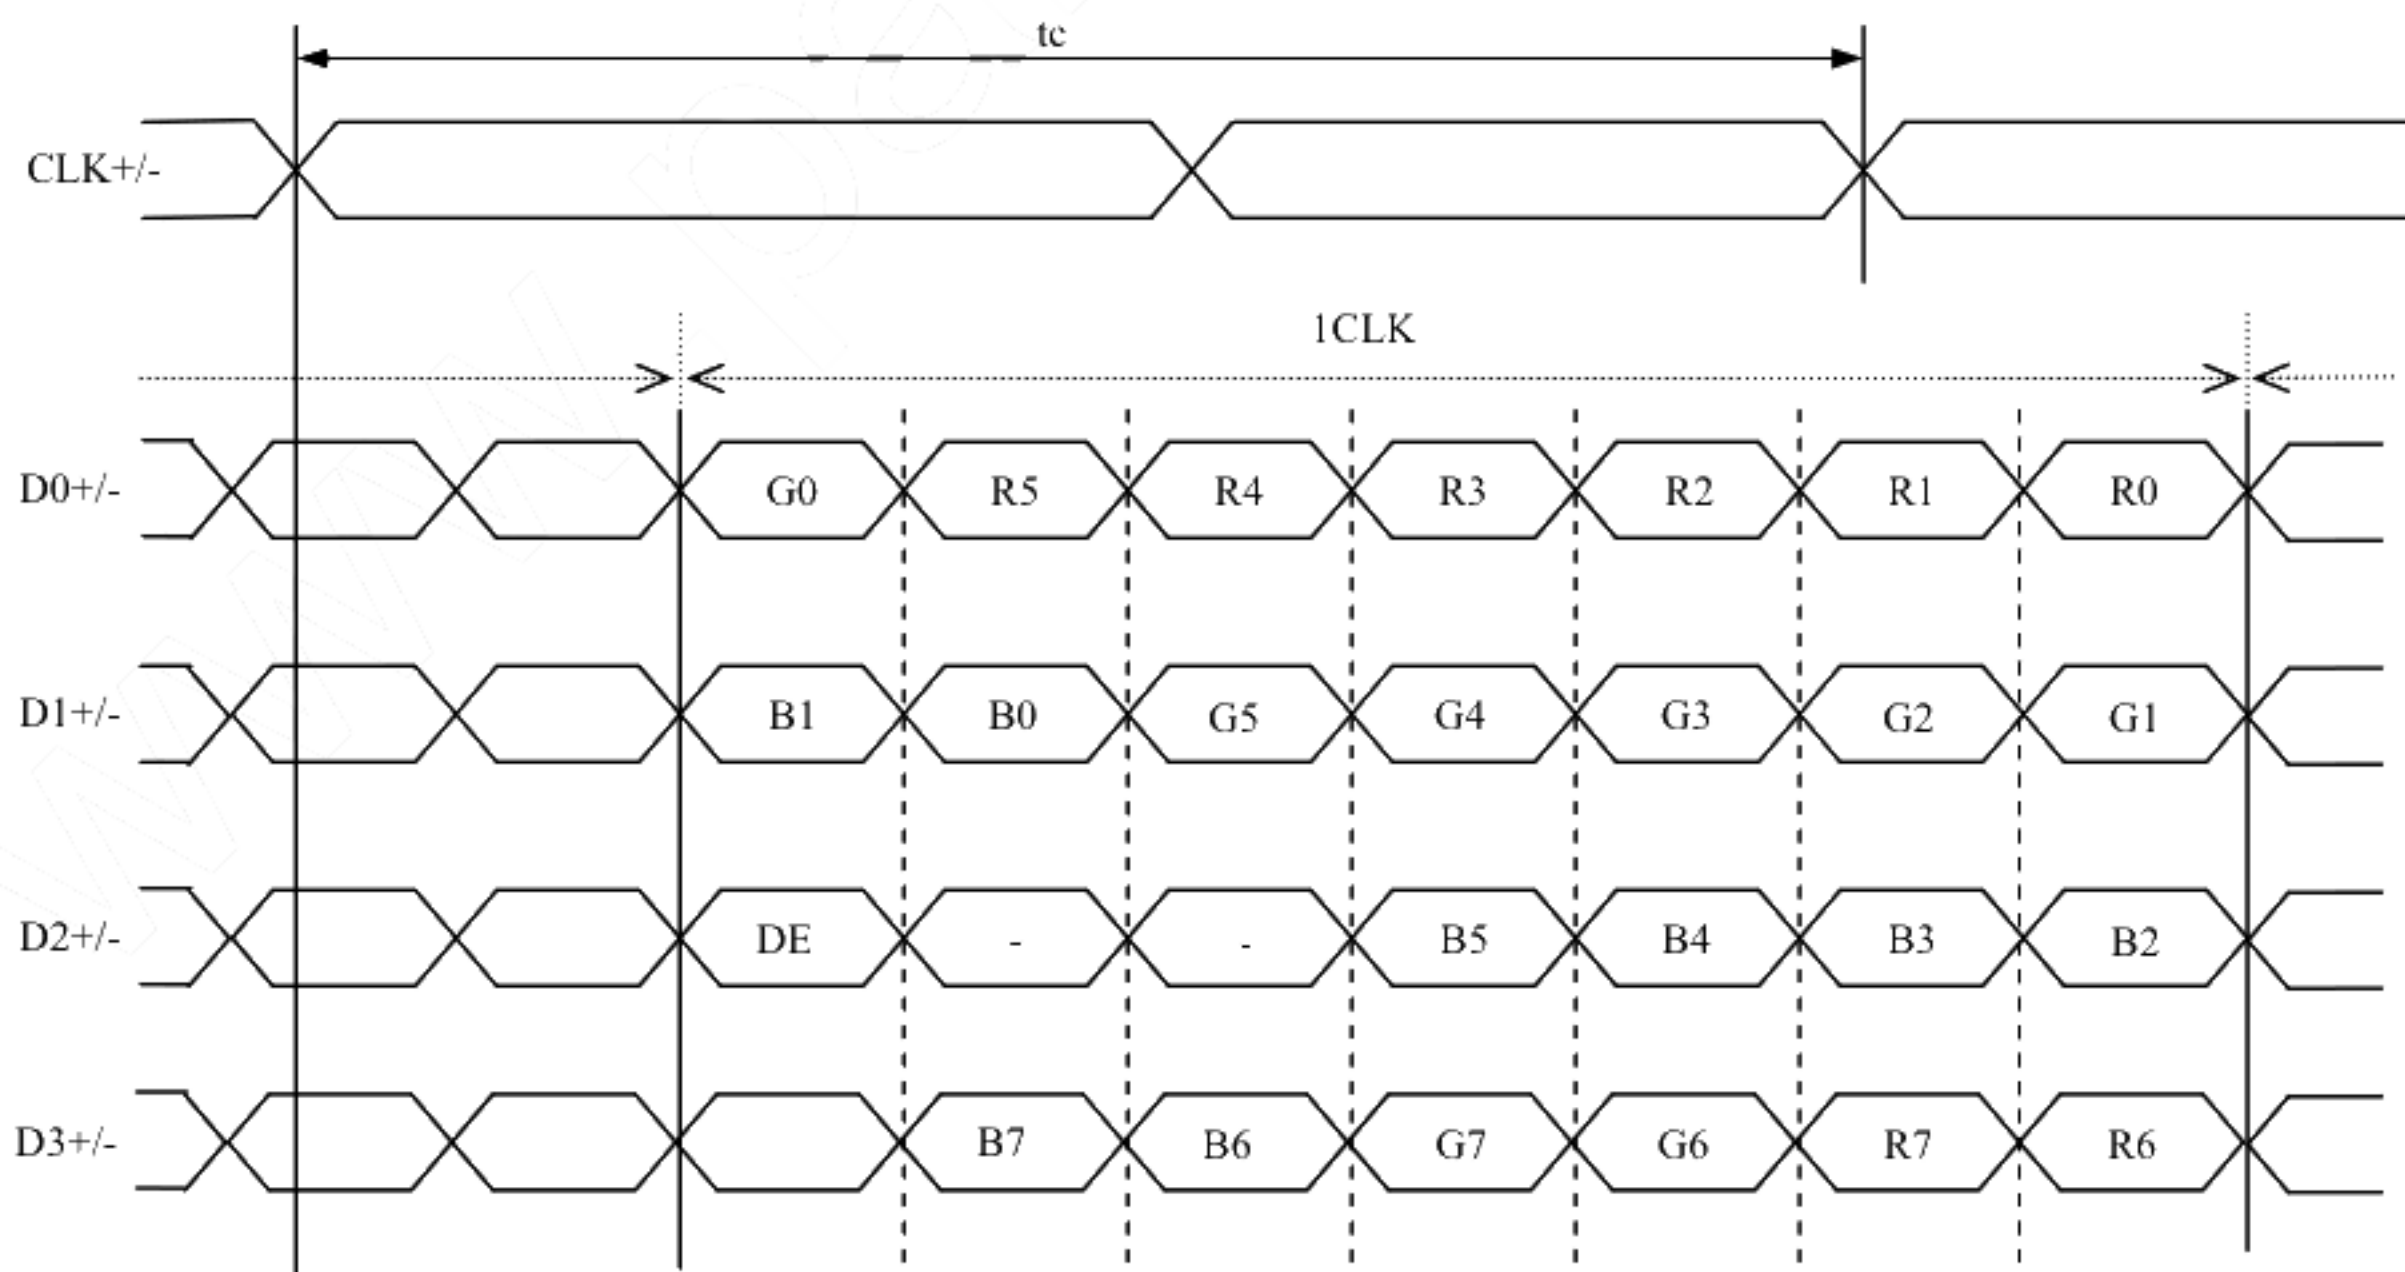 tc
CLK+/-
1CLK
D0+/- G0 R5 R4 R3 R2 R1 R0
D1+/- B1 B0 G5 G4 G3 G2 G1
D2+/- DE - - B5 B4 B3 B2
D3+/- B7 B6 G7 G6 R7 R6